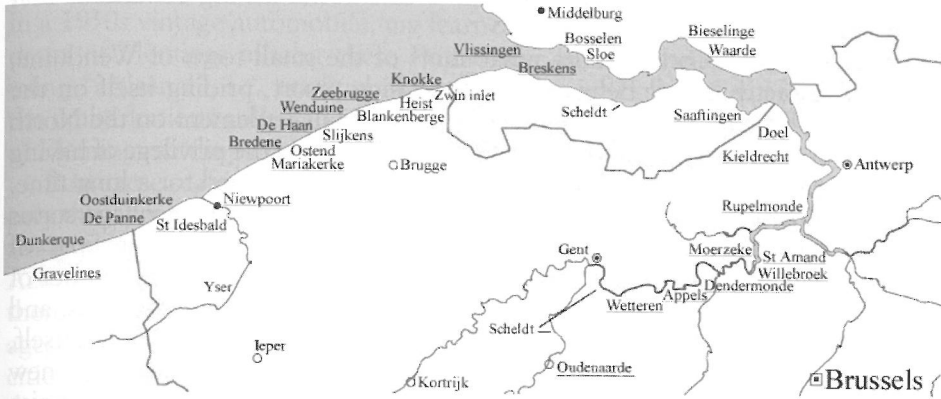 Middelburg
Bieselinge
Bosselen
Waarde
Sloe
Vlissingen
Breskens
Knokke
Zwin inlet
Zeebrugge
Heist
Wenduine
Blankenberge
Scheldt
Saaftingen
De Haan
Slijkens
Doel
Bredene
Ostend
Mariakerke
Brugge
Kieldrecht
Antwerp
Oostduinkerke
Niewpoort
Rupelmonde
De Panne
St Idesbald
Dunkerque
Gent
Moerzeke
St Amand
Willebroek
Gravelines
Yser
Appels
Dendermonde
Wetteren
Scheldt
Ieper
Oudenaarde
Kortrijk
Brussels